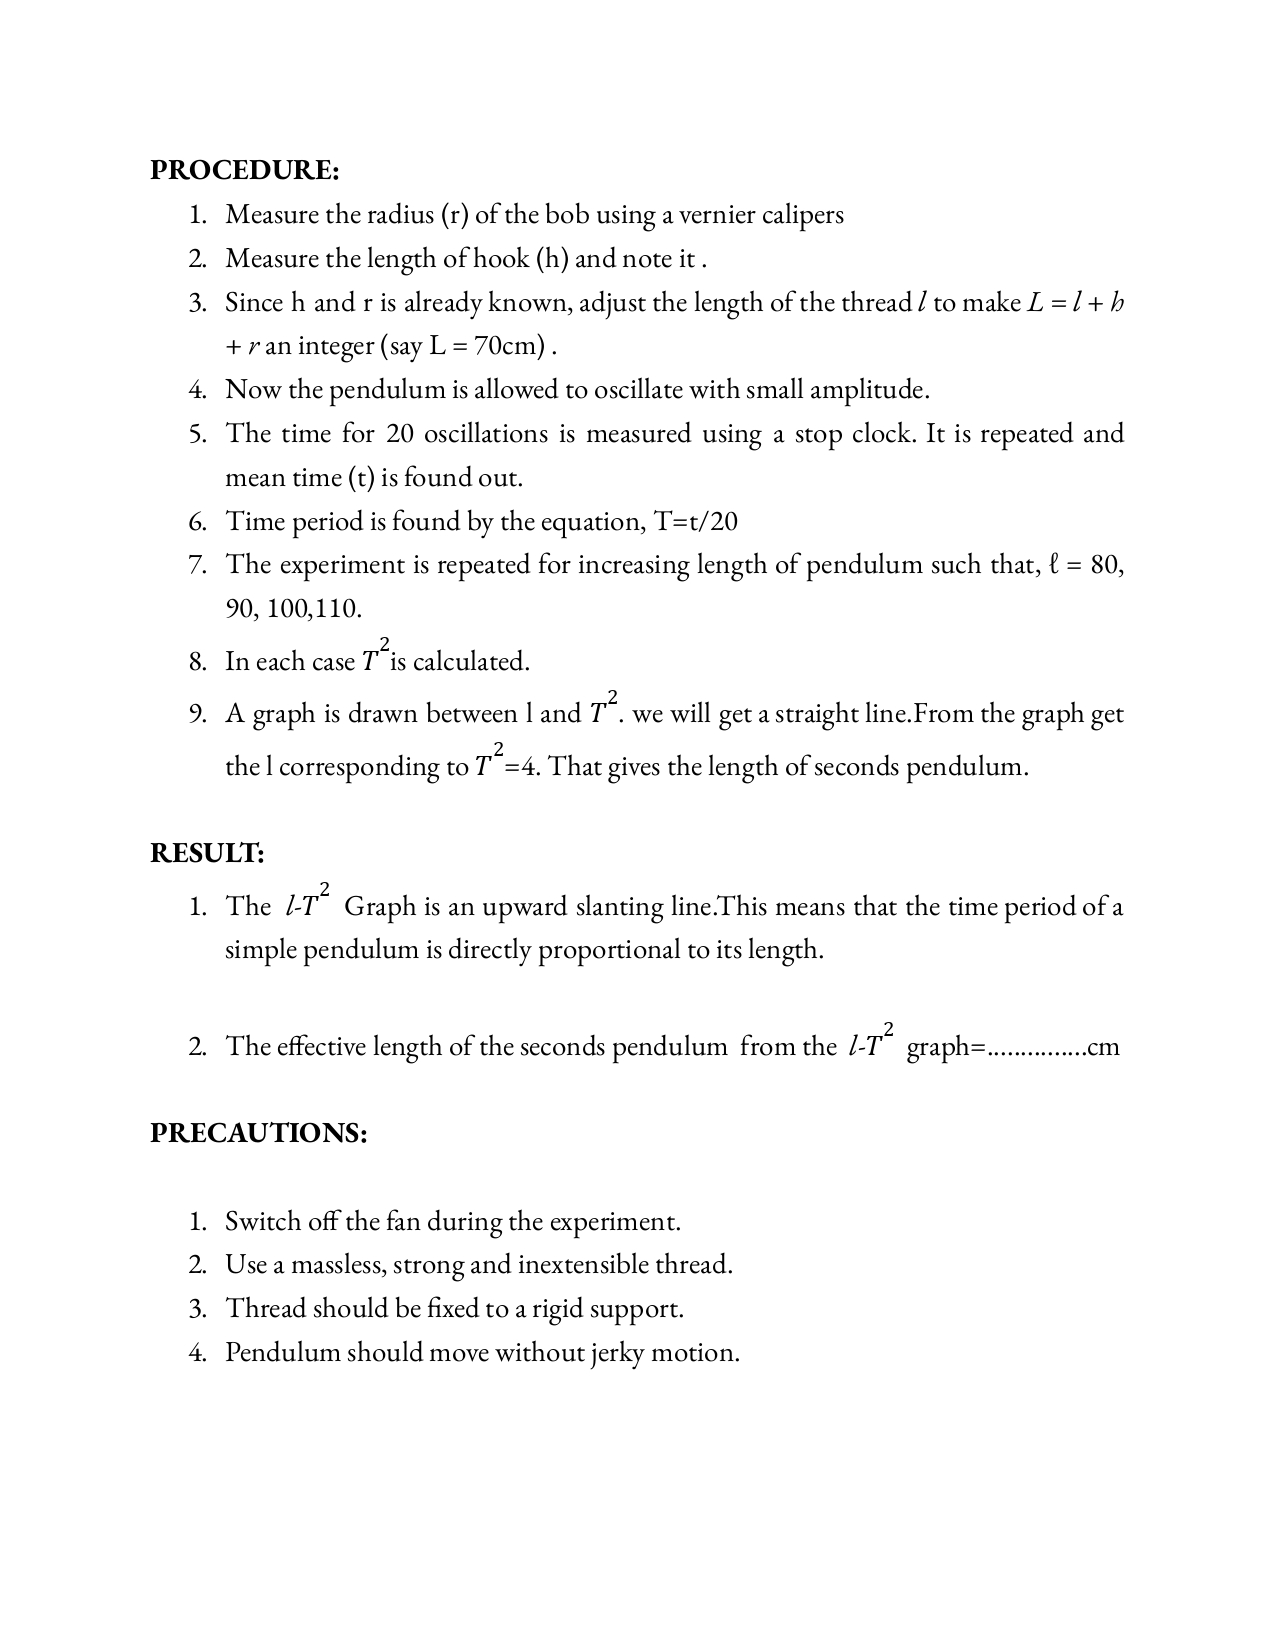 PROCEDURE:
1. Measure the radius (r) of the bob using a vernier calipers
2. Measure the length of hook (h) and note it .
3. Since h and r is already known, adjust the length of the thread l to make L = l + h
+ r an integer (say L = 70cm) .
4. Now the pendulum is allowed to oscillate with small amplitude.
5. The time for 20 oscillations is measured using a stop clock. It is repeated and
mean time (t) is found out.
6. Time period is found by the equation, T=t/20
7. The experiment is repeated for increasing length of pendulum such that, ℓ = 80,
90, 100,110.
8. In each case T²is calculated.
9. A graph is drawn between l and T². we will get a straight line.From the graph get
the l corresponding to T²=4. That gives the length of seconds pendulum.
RESULT:
1. The l-T² Graph is an upward slanting line.This means that the time period of a
simple pendulum is directly proportional to its length.
2. The effective length of the seconds pendulum from the l-T² graph=...............cm
PRECAUTIONS:
1. Switch off the fan during the experiment.
2. Use a massless, strong and inextensible thread.
3. Thread should be fixed to a rigid support.
4. Pendulum should move without jerky motion.